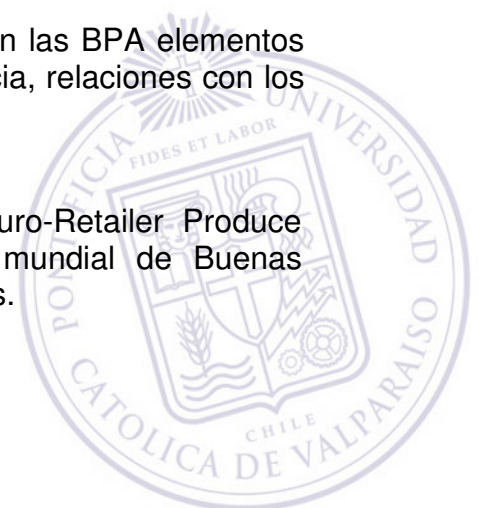 n las BPA elementos
cia, relaciones con los
uro-Retailer Produce
mundial de Buenas
s.
PONTIFICIA UNIVERSIDAD
FIDES ET LABOR
CATOLICA DE VALPARAISO
CHILE